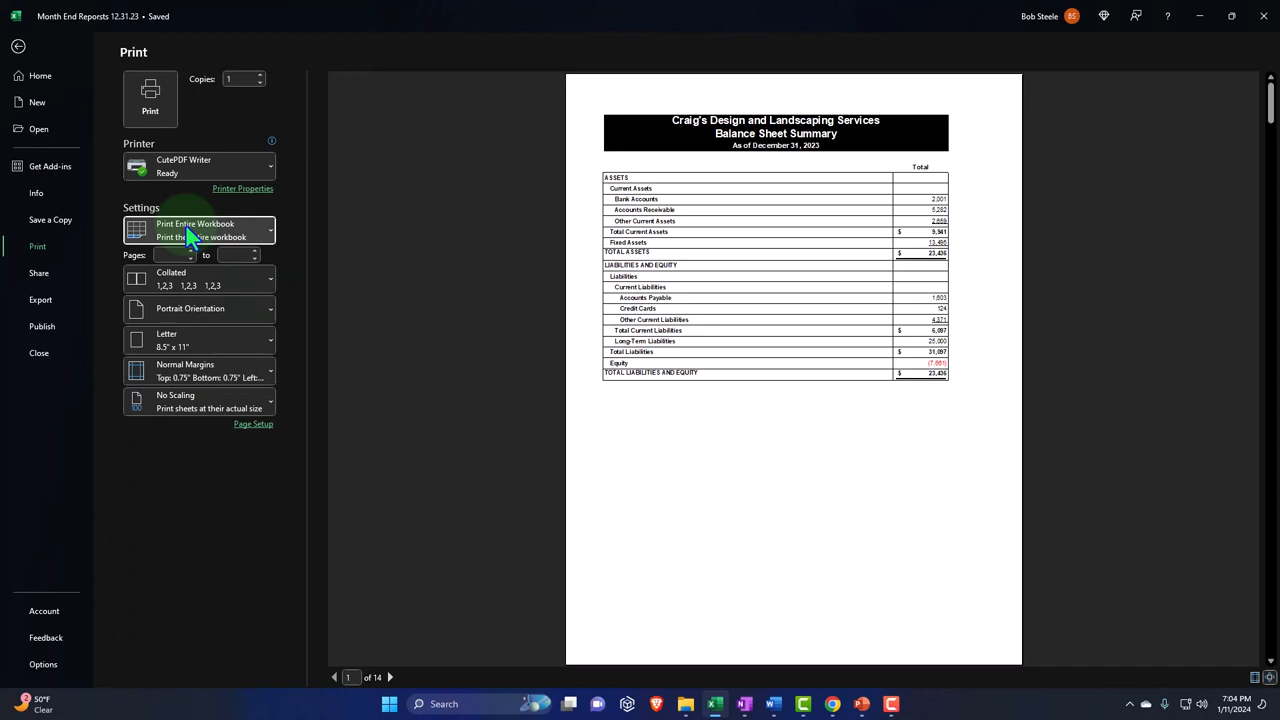 Month End Reporsts 12.31.23 • Saved
Bob Steele
BS
Print
Home
New
Open
Get Add-ins
Info
Save a Copy
Print
Share
Export
Publish
Close
Account
Feedback
Options
Print
Copies: 1
Printer
CutePDF Writer
Ready
Printer Properties
Settings
Print Entire Workbook
Print the entire workbook
Pages: to
Collated
1,2,3 1,2,3 1,2,3
Portrait Orientation
Letter
8.5" x 11"
Normal Margins
Top: 0.75" Bottom: 0.75" Left:...
No Scaling
100
Print sheets at their actual size
Page Setup
Craig's Design and Landscaping Services
Balance Sheet Summary
As of December 31, 2023
Total
ASSETS
Current Assets
Bank Accounts 2,001
Accounts Receivable 5,282
Other Current Assets 2,659
Total Current Assets $ 9,941
Fixed Assets 13,495
TOTAL ASSETS $ 23,436
LIABILITIES AND EQUITY
Liabilities
Current Liabilities
Accounts Payable 1,603
Credit Cards 124
Other Current Liabilities 4,371
Total Current Liabilities $ 6,097
Long-Term Liabilities 25,000
Total Liabilities $ 31,097
Equity (7,661)
TOTAL LIABILITIES AND EQUITY $ 23,436
1 of 14
2
50°F
Clear
Search
7:04 PM
1/11/2024